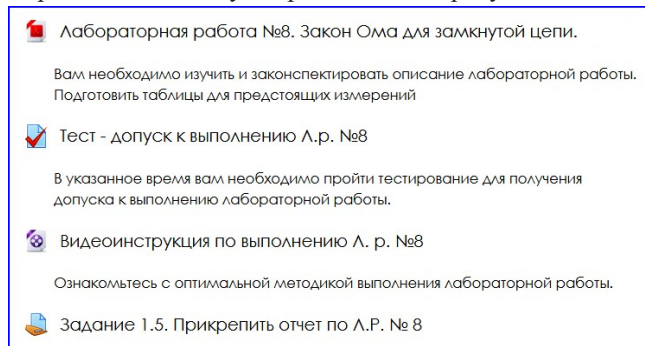 Лабораторная работа №8. Закон Ома для замкнутой цепи.
Вам необходимо изучить и законспектировать описание лабораторной работы.
Подготовить таблицы для предстоящих измерений
Тест - допуск к выполнению Л.р. №8
В указанное время вам необходимо пройти тестирование для получения
допуска к выполнению лабораторной работы.
Видеоинструкция по выполнению Л. р. №8
Ознакомьтесь с оптимальной методикой выполнения лабораторной работы.
Задание 1.5. Прикрепить отчет по Л.Р. № 8